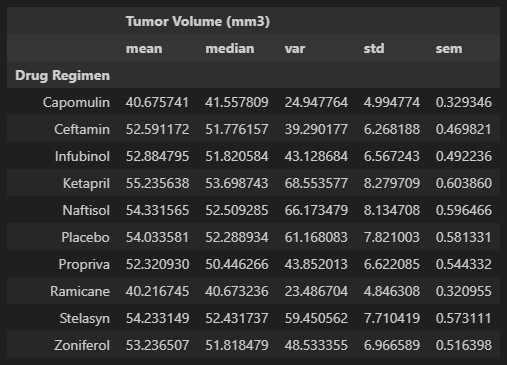 Tumor Volume (mm3)
mean median var std sem
Drug Regimen
Capomulin 40.675741 41.557809 24.947764 4.994774 0.329346
Ceftamin 52.591172 51.776157 39.290177 6.268188 0.469821
Infubinol 52.884795 51.820584 43.128684 6.567243 0.492236
Ketapril 55.235638 53.698743 68.553577 8.279709 0.603860
Naftisol 54.331565 52.509285 66.173479 8.134708 0.596466
Placebo 54.033581 52.288934 61.168083 7.821003 0.581331
Propriva 52.320930 50.446266 43.852013 6.622085 0.544332
Ramicane 40.216745 40.673236 23.486704 4.846308 0.320955
Stelasyn 54.233149 52.431737 59.450562 7.710419 0.573111
Zoniferol 53.236507 51.818479 48.533355 6.966589 0.516398